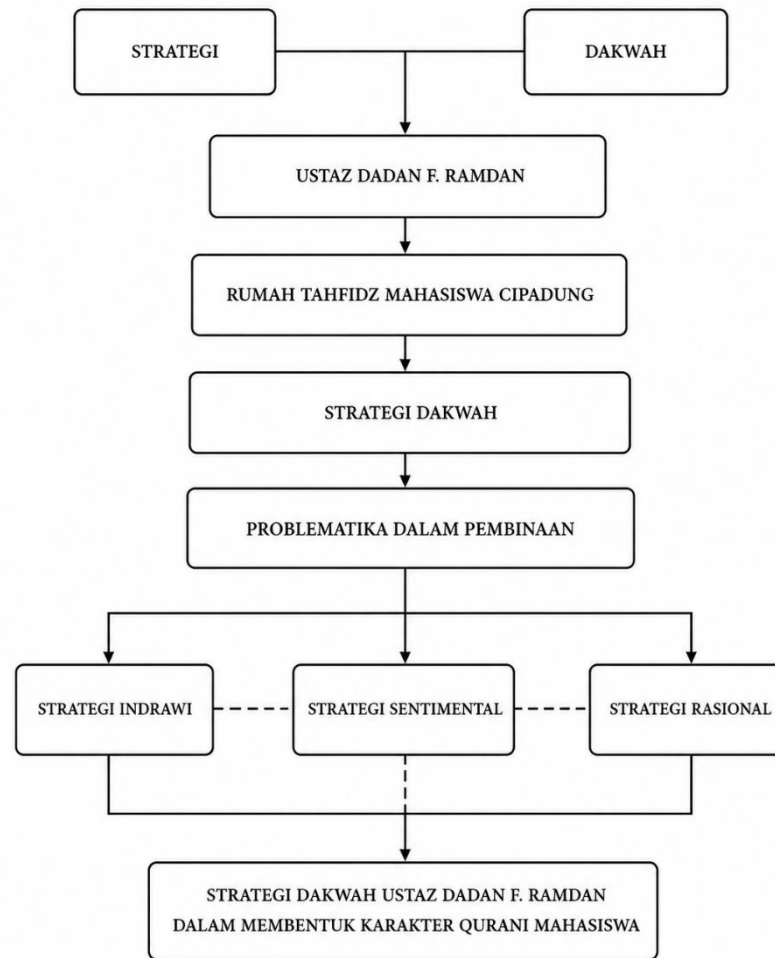 STRATEGI
DAKWAH
USTAZ DADAN F. RAMDAN
RUMAH TAHFIDZ MAHASISWA CIPADUNG
STRATEGI DAKWAH
PROBLEMATIKA DALAM PEMBINAAN
STRATEGI INDRAWI
STRATEGI SENTIMENTAL
STRATEGI RASIONAL
STRATEGI DAKWAH USTAZ DADAN F. RAMDAN
DALAM MEMBENTUK KARAKTER QURANI MAHASISWA